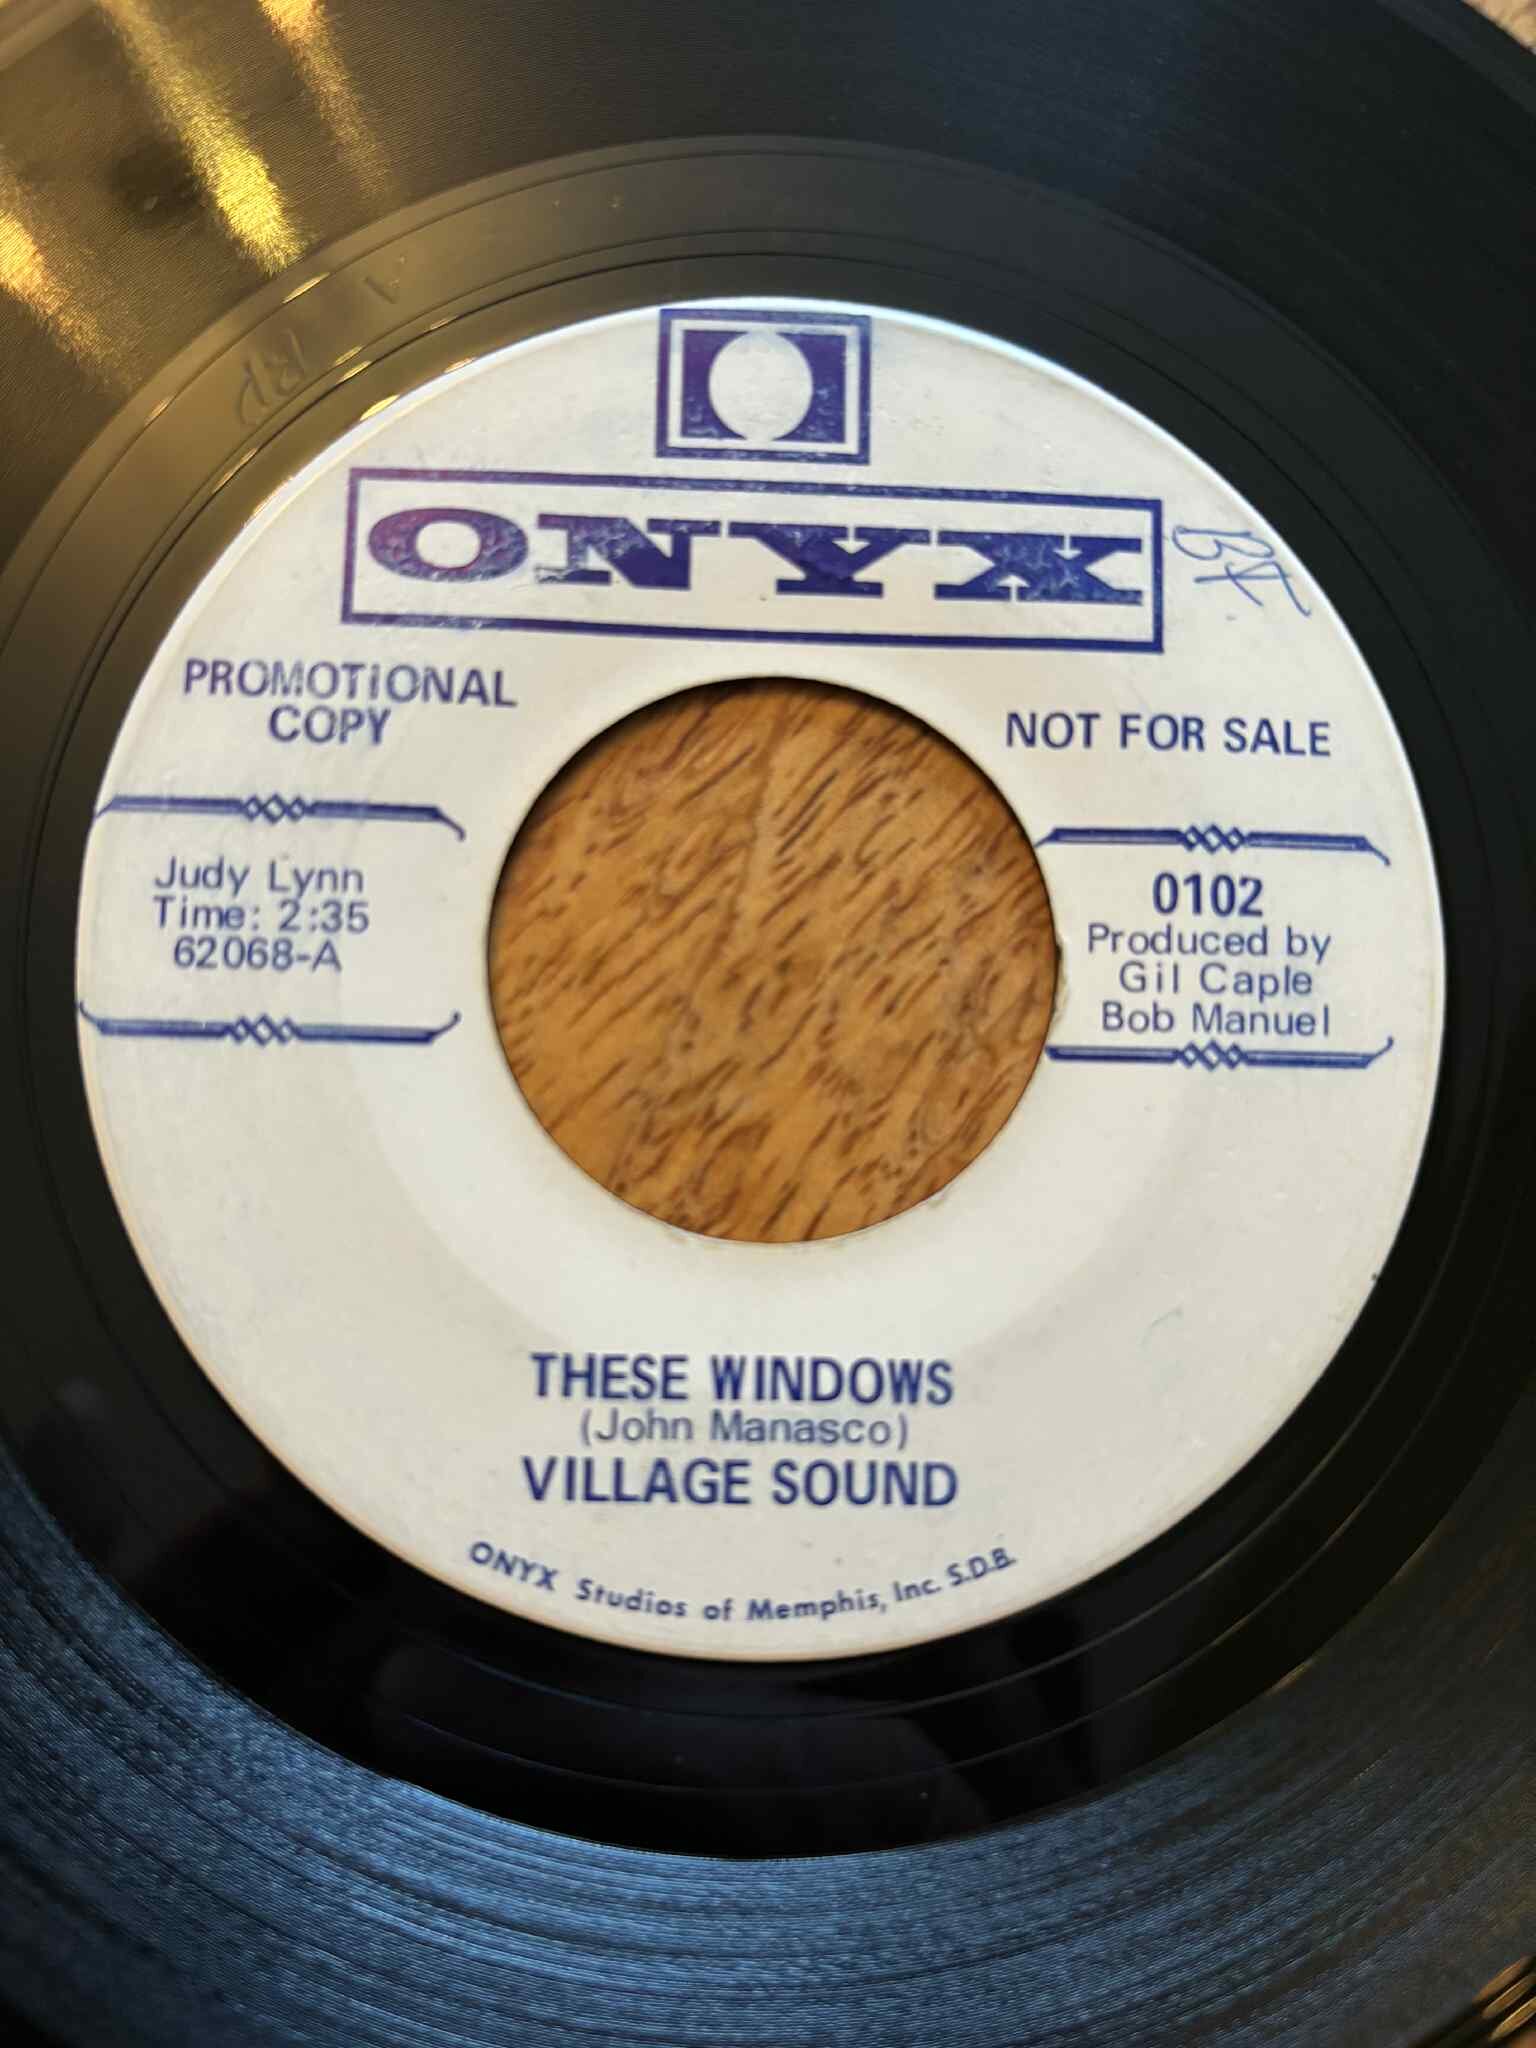 ONYX
PROMOTIONAL
COPY
NOT FOR SALE
Judy Lynn
Time: 2:35
62068-A
0102
Produced by
Gil Caple
Bob Manuel
THESE WINDOWS
(John Manasco)
VILLAGE SOUND
ONYX Studios of Memphis, Inc. S.D.B.